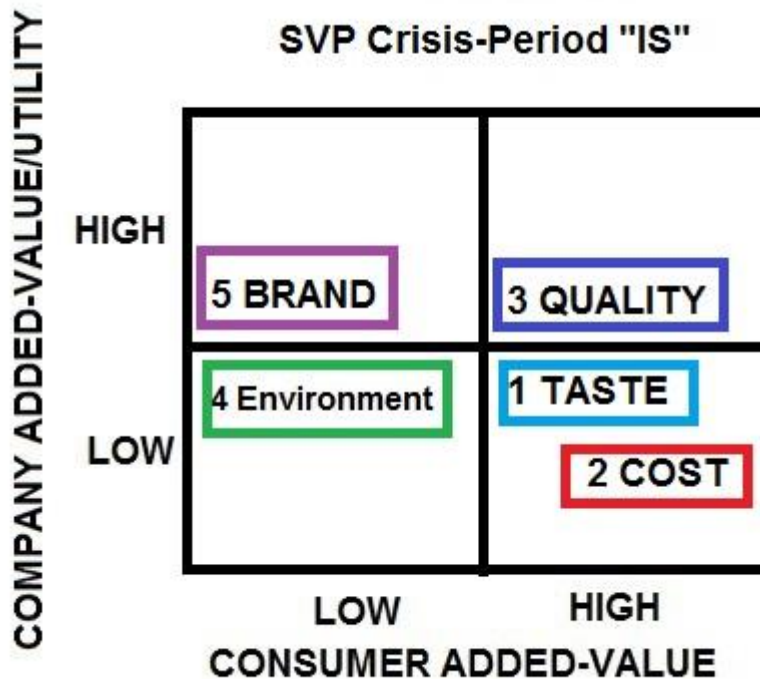 SVP Crisis-Period "IS"
COMPANY ADDED-VALUE/UTILITY
HIGH
5 BRAND
3 QUALITY
4 Environment
1 TASTE
LOW
2 COST
LOW
HIGH
CONSUMER ADDED-VALUE